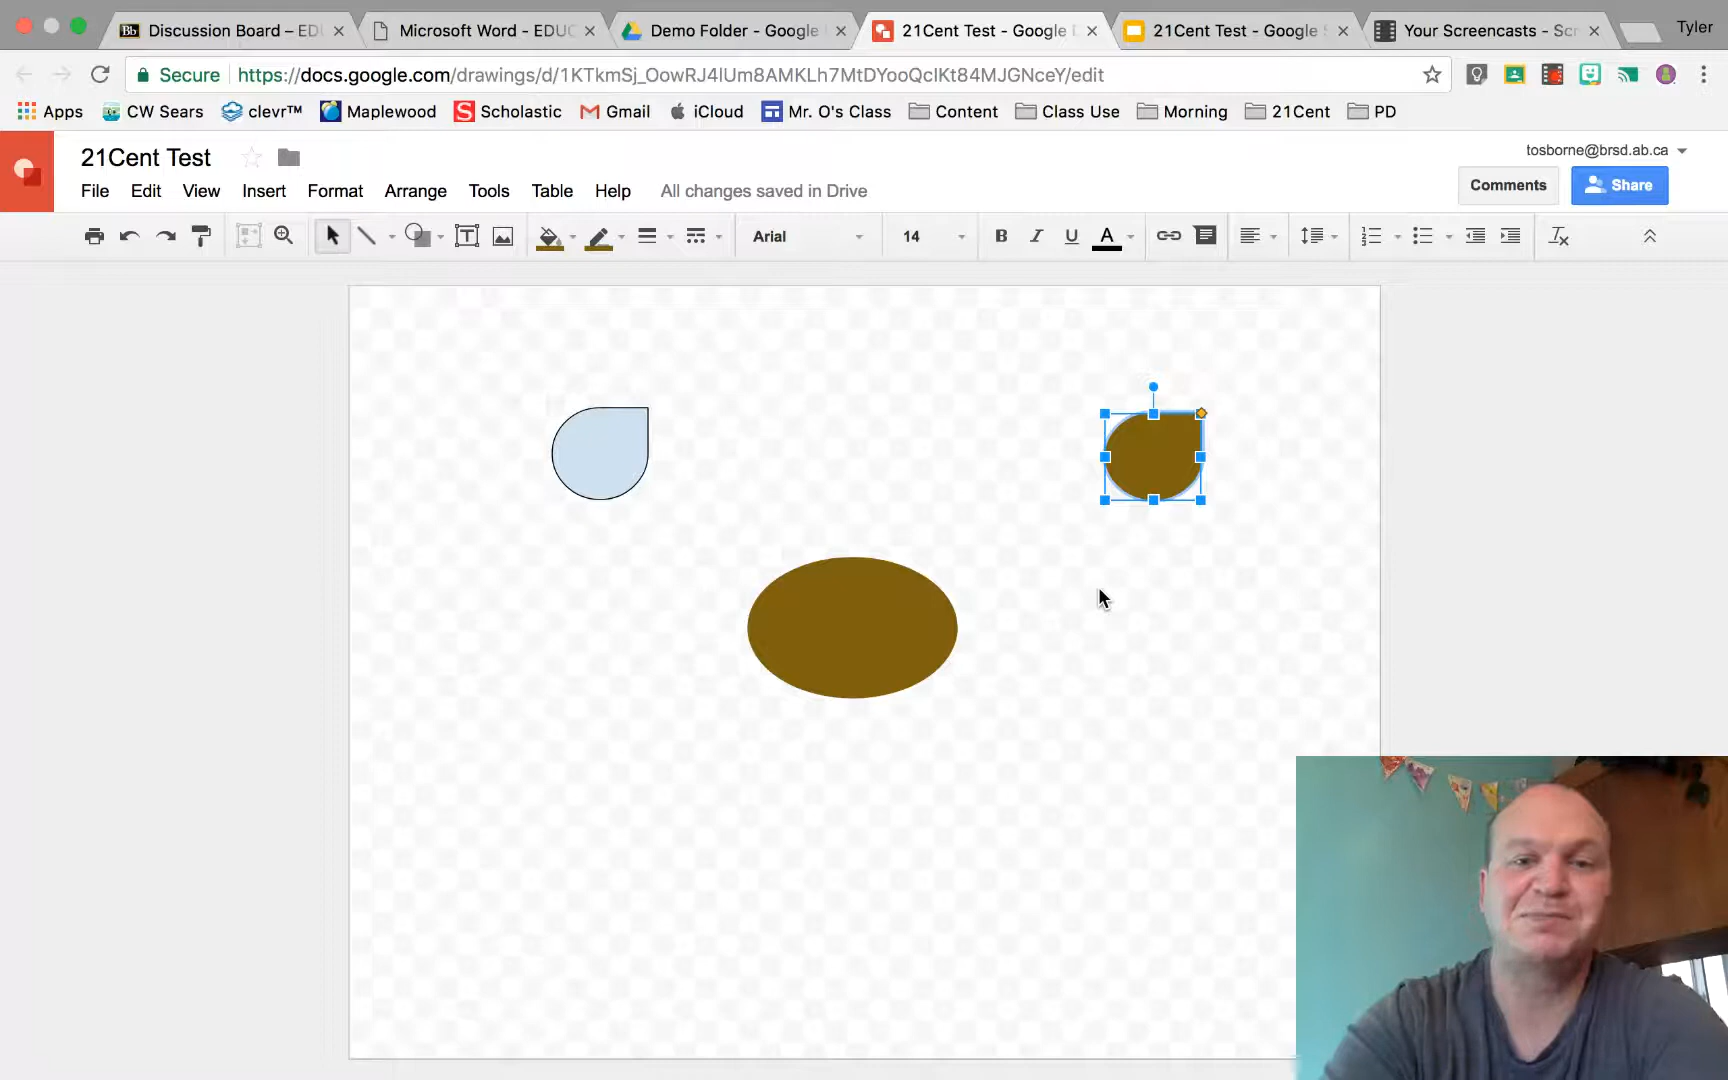 Discussion Board – EDU
Microsoft Word - EDUC
Demo Folder - Google
21Cent Test - Google D
21Cent Test - Google S
Your Screencasts - Scr
Tyler
Secure
https://docs.google.com/drawings/d/1KTkmSj_OowRJ4lUm8AMKLh7MtDYooQcIKt84MJGNceY/edit
Apps CW Sears clevr™ Maplewood Scholastic Gmail iCloud Mr. O's Class Content Class Use Morning 21Cent PD
21Cent Test
tosborne@brsd.ab.ca
File Edit View Insert Format Arrange Tools Table Help All changes saved in Drive
Comments Share
Arial 14 B I U A